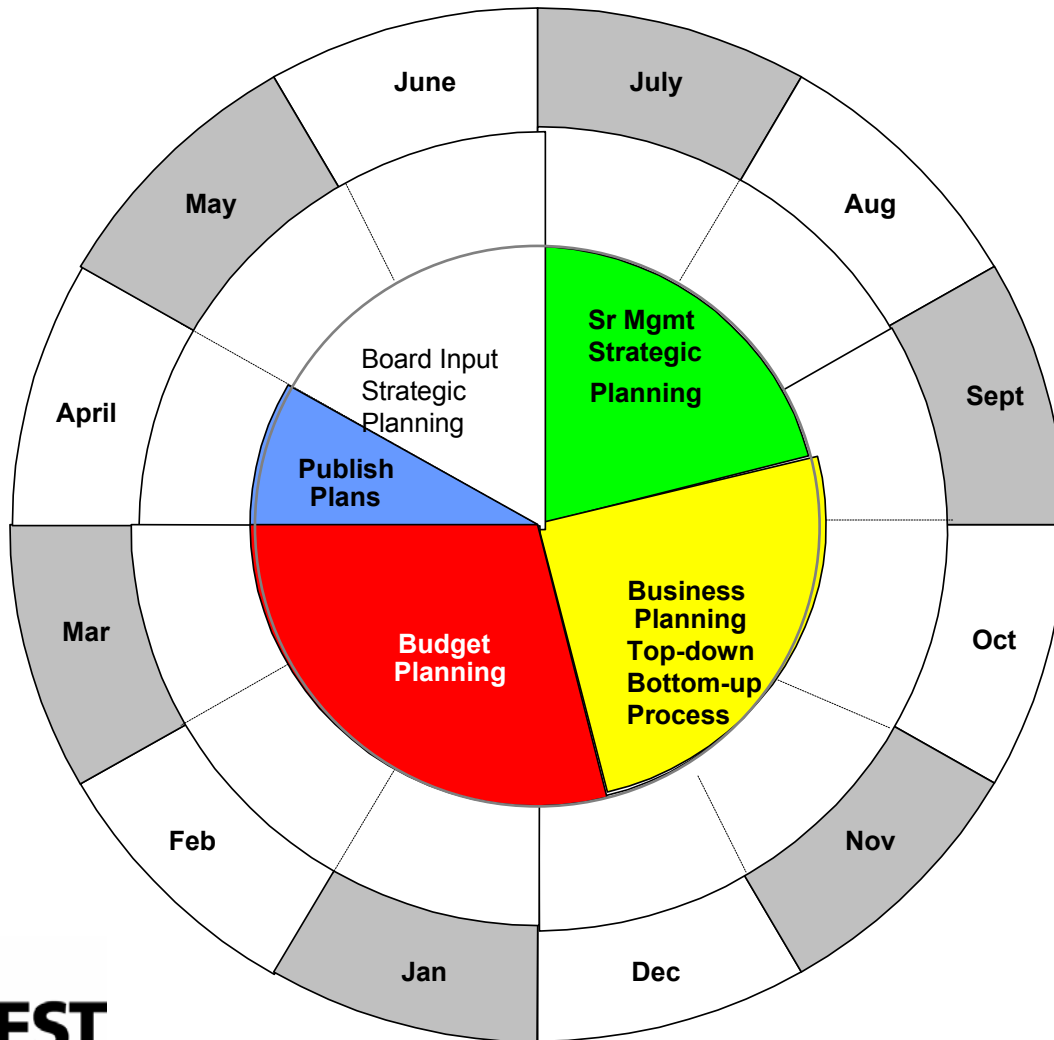 June
July
May
Aug
Sr Mgmt
Strategic
Planning
Board Input
Strategic
Planning
Sept
April
Publish
Plans
Business
Planning
Top-down
Bottom-up
Process
Budget
Planning
Mar
Oct
Feb
Nov
Jan
Dec